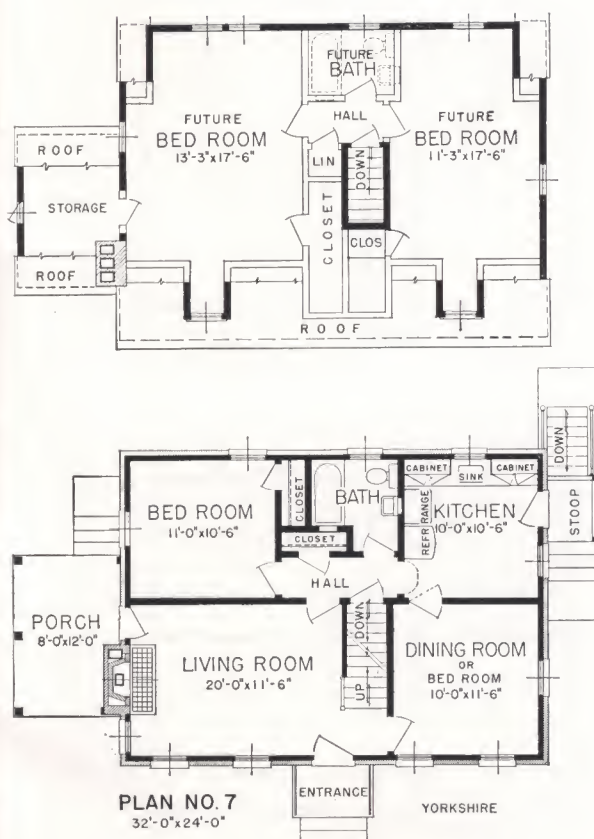 FUTURE
BATH
FUTURE
BED ROOM
13'-3"x17'-6"
HALL
FUTURE
BED ROOM
11'-3"x17'-6"
ROOF
LIN
DOWN
STORAGE
CLOSET
CLOS
ROOF
ROOF
DOWN
STOOP
BED ROOM
11'-0"x10'-6"
CLOSET
BATH
CABINET
SINK
CABINET
KITCHEN
10'-0"x10'-6"
REFR
RANGE
CLOSET
HALL
PORCH
8'-0"x12'-0"
LIVING ROOM
20'-0"x11'-6"
DOWN
UP
DINING ROOM
OR
BED ROOM
10'-0"x11'-6"
ENTRANCE
PLAN NO. 7
32'-0"x24'-0"
YORKSHIRE